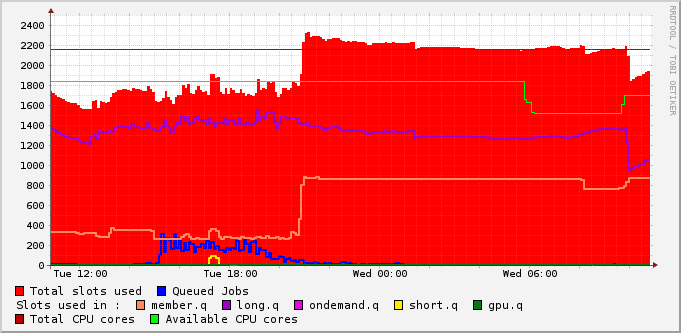 RRDTOOL / TOBI OETIKER
2400
2200
2000
1800
1600
1400
1200
1000
800
600
400
200
0
Tue 12:00 Tue 18:00 Wed 00:00 Wed 06:00
Total slots used Queued Jobs
Slots used in : member.q long.q ondemand.q short.q gpu.q
Total CPU cores Available CPU cores